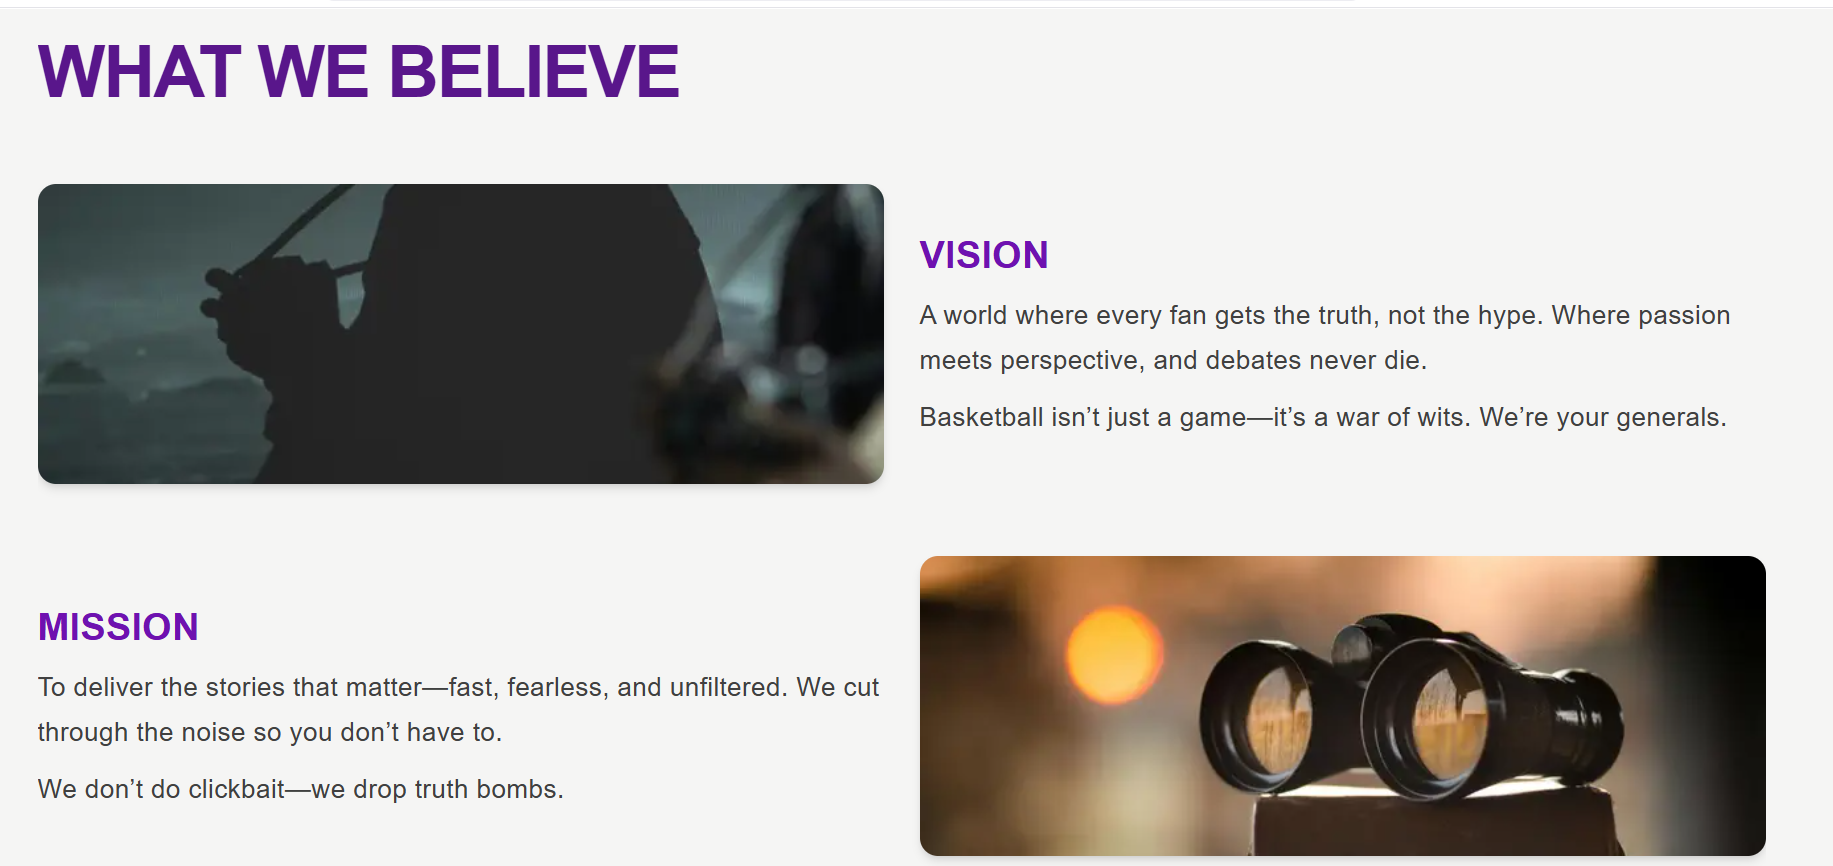 WHAT WE BELIEVE
VISION
A world where every fan gets the truth, not the hype. Where passion
meets perspective, and debates never die.
Basketball isn’t just a game—it’s a war of wits. We’re your generals.
MISSION
To deliver the stories that matter—fast, fearless, and unfiltered. We cut
through the noise so you don’t have to.
We don’t do clickbait—we drop truth bombs.